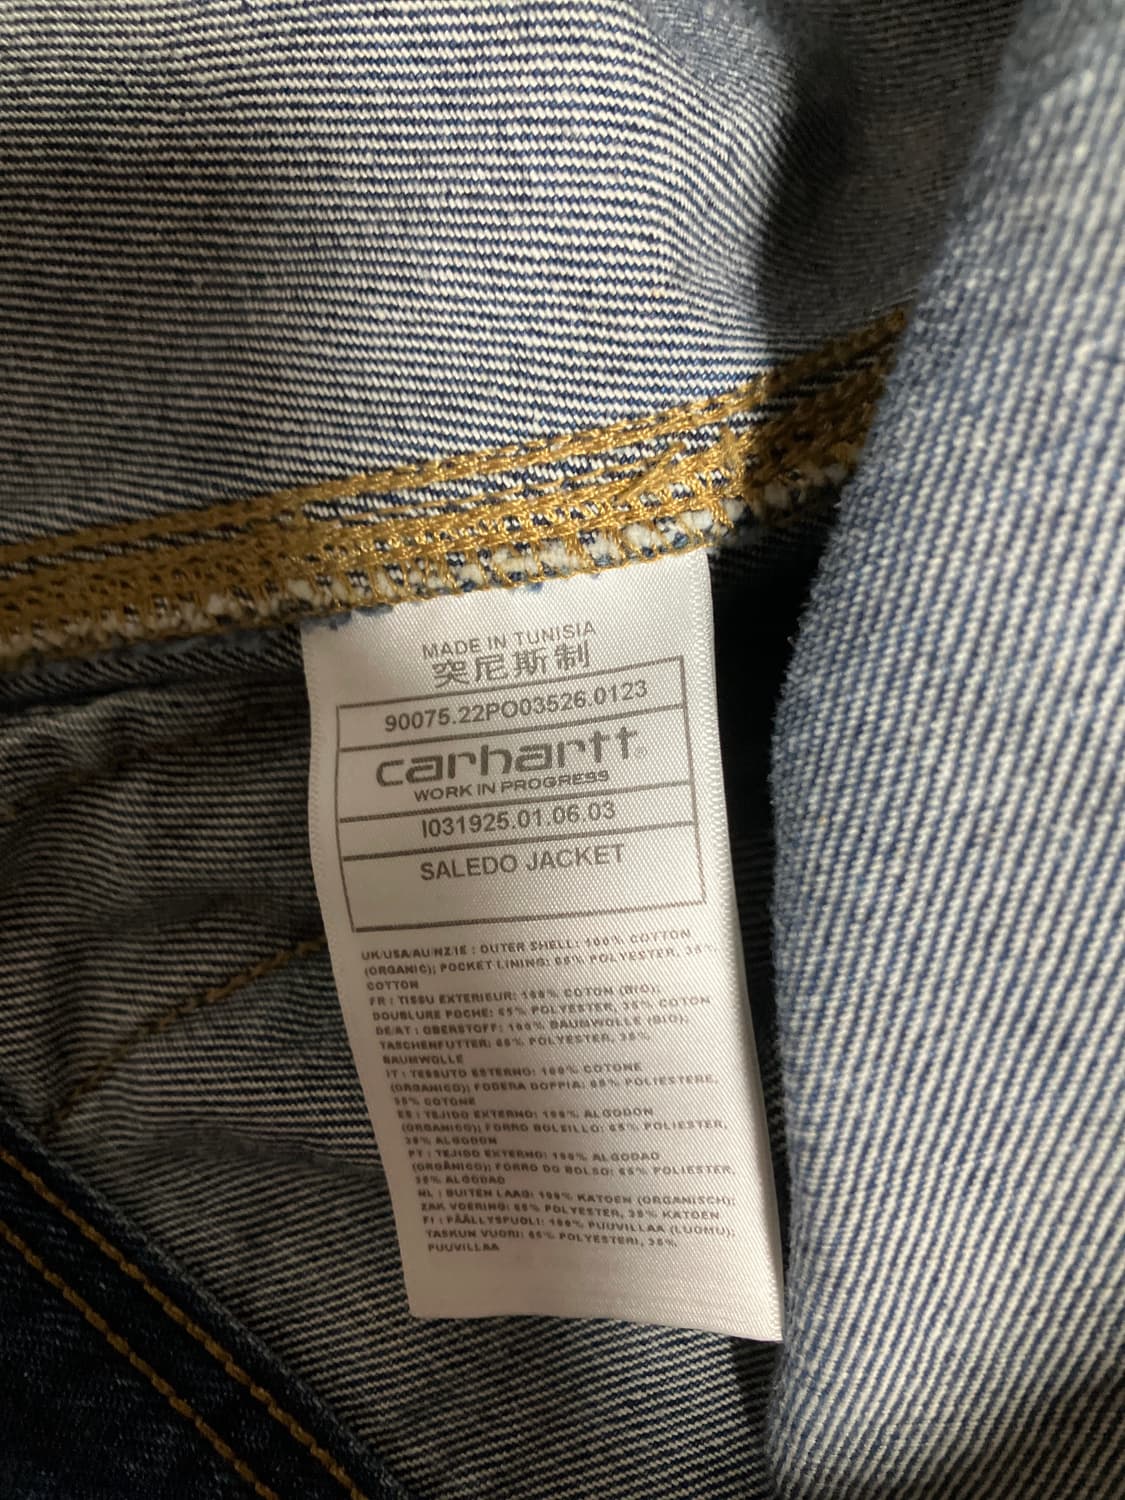 MADE IN TUNISIA
突尼斯制
90075.22PO03526.0123
carhartt®
WORK IN PROGRESS
I031925.01.06.03
SALEDO JACKET
UK/USA/AU/NZ/IE : OUTER SHELL: 100% COTTON
(ORGANIC); POCKET LINING: 65% POLYESTER, 35%
COTTON
FR : TISSU EXTERIEUR: 100% COTON (BIO);
DOUBLURE POCHE: 65% POLYESTER, 35% COTON
DE/AT : OBERSTOFF: 100% BAUMWOLLE (BIO);
TASCHENFUTTER: 65% POLYESTER, 35%
BAUMWOLLE
IT : TESSUTO ESTERNO: 100% COTONE
(ORGANICO); FODERA DOPPIA: 65% POLIESTERE,
35% COTONE
ES : TEJIDO EXTERNO: 100% ALGODON
(ORGANICO); FORRO BOLSILLO: 65% POLIESTER,
35% ALGODON
PT : TEJIDO EXTERNO: 100% ALGODAO
(ORGÂNICO); FORRO DO BOLSO: 65% POLIESTER,
35% ALGODAO
NL : BUITEN LAAG: 100% KATOEN (ORGANISCH);
ZAK VOERING: 65% POLYESTER, 35% KATOEN
FI : PÄÄLLYSPUOLI: 100% PUUVILLAA (LUOMU);
TASKUN VUORI: 65% POLYESTERI, 35%
PUUVILLAA